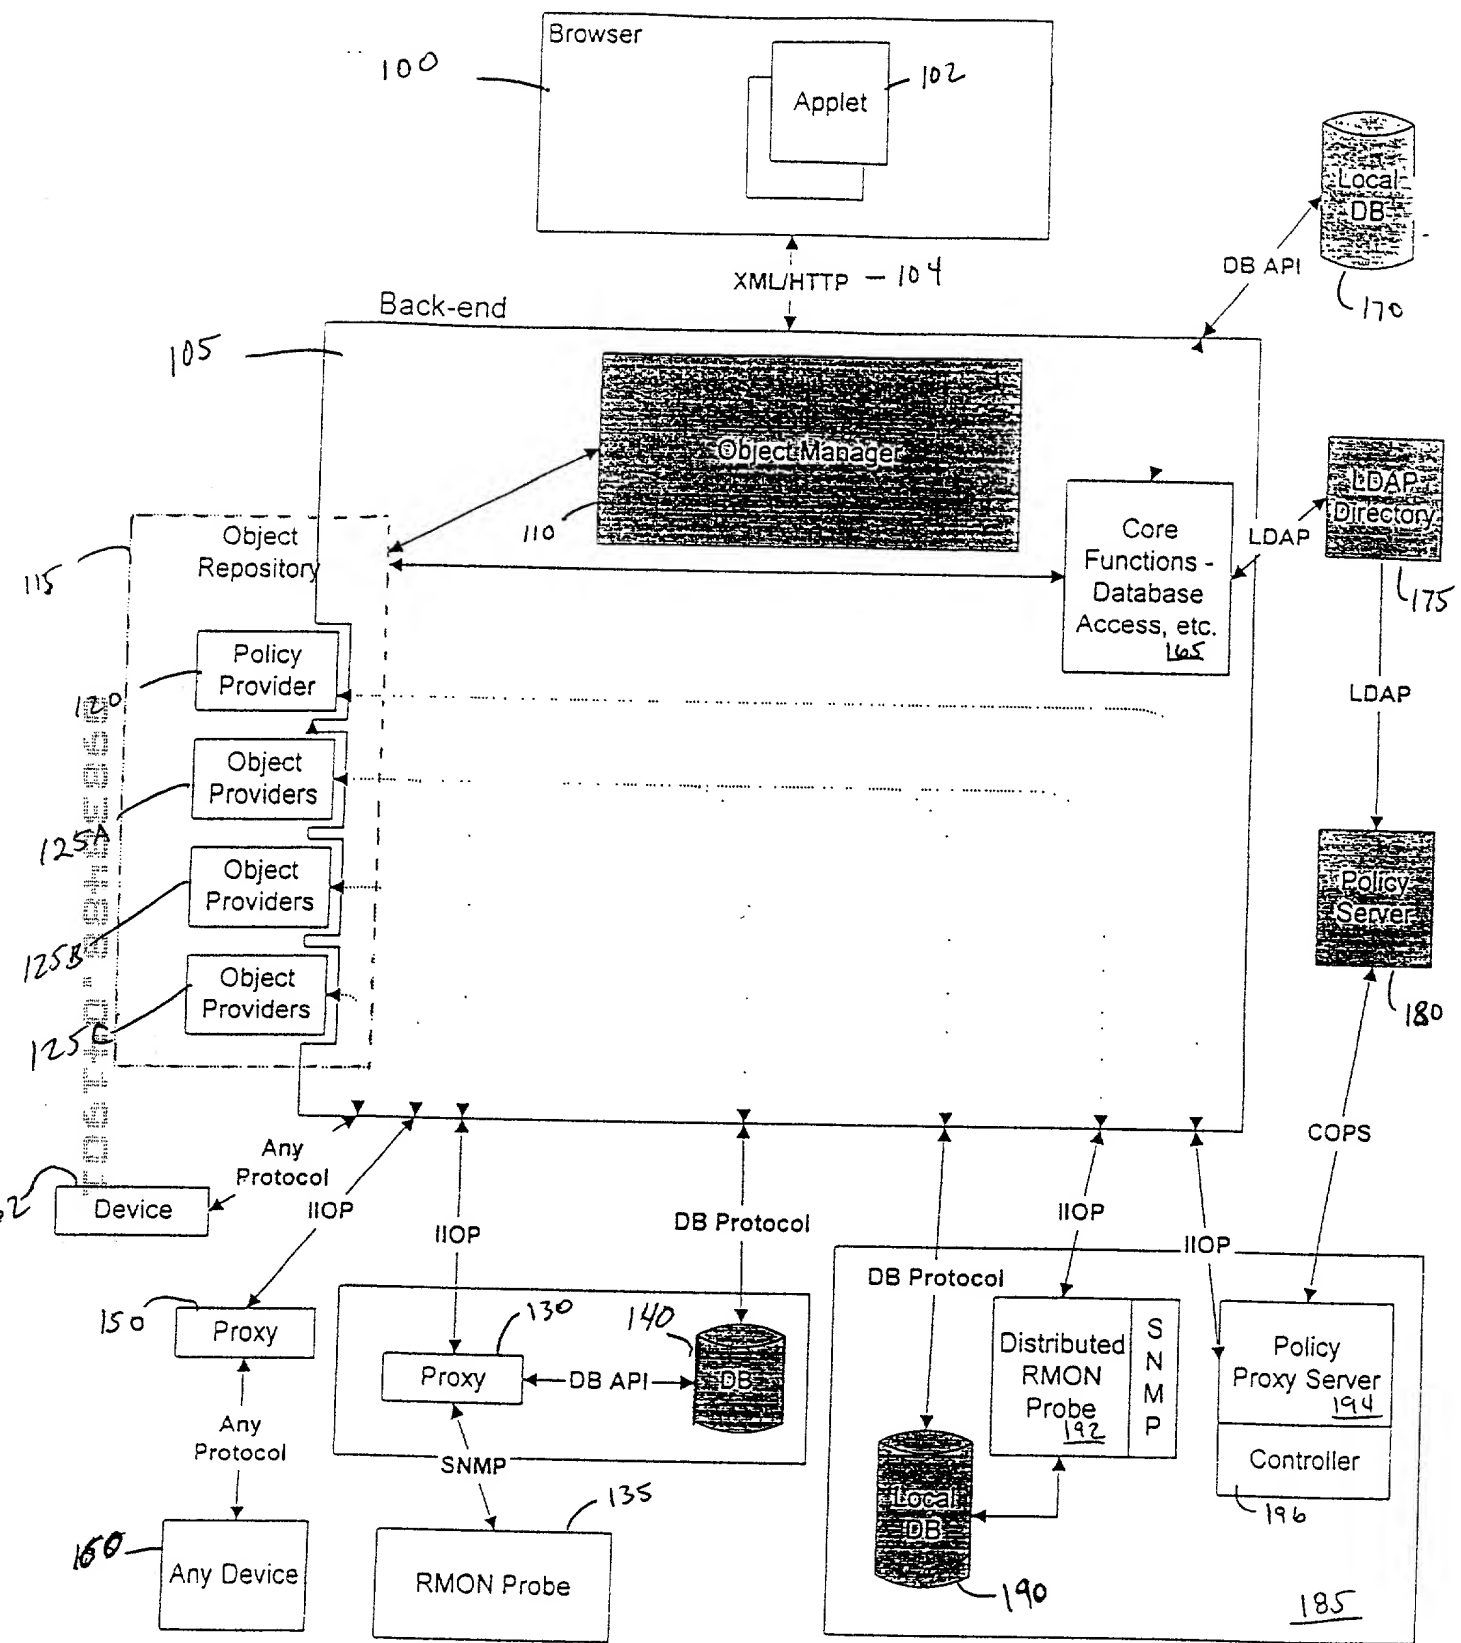 Browser
100
102
Applet
Local
DB
XML/HTTP – 104
DB API
170
Back-end
105
Object Manager
110
LDAP
Directory
175
Core
Functions -
Database
Access, etc.
165
LDAP
Object
Repository
115
Policy
Provider
120
LDAP
Object
Providers
125A
Object
Providers
125B
Policy
Server
180
Object
Providers
125C
Any
Protocol
COPS
Device
IIOP
IIOP
DB Protocol
IIOP
IIOP
DB Protocol
150
Proxy
130
140
Proxy
DB API
DB
Distributed
RMON
Probe
192
SNMP
Policy
Proxy Server
194
Any
Protocol
SNMP
Controller
196
135
Local
DB
190
Any Device
RMON Probe
185